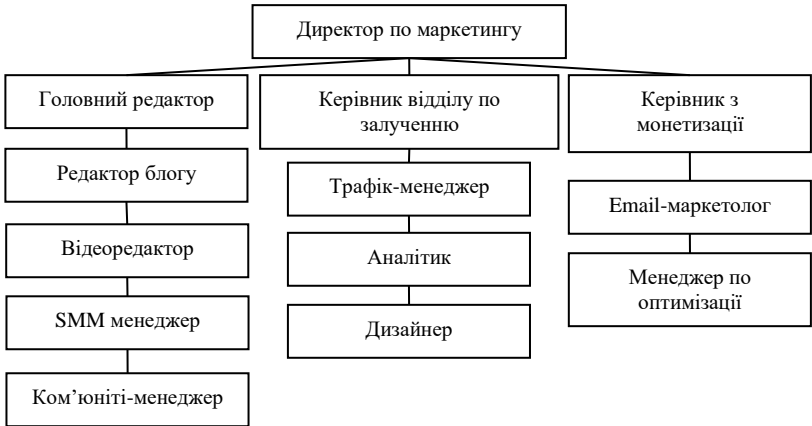 Директор по маркетингу
Головний редактор
Керівник відділу по
залученню
Керівник з
монетизації
Редактор блогу
Трафік-менеджер
Email-маркетолог
Відеоредактор
Аналітик
Менеджер по
оптимізації
SMM менеджер
Дизайнер
Ком’юніті-менеджер